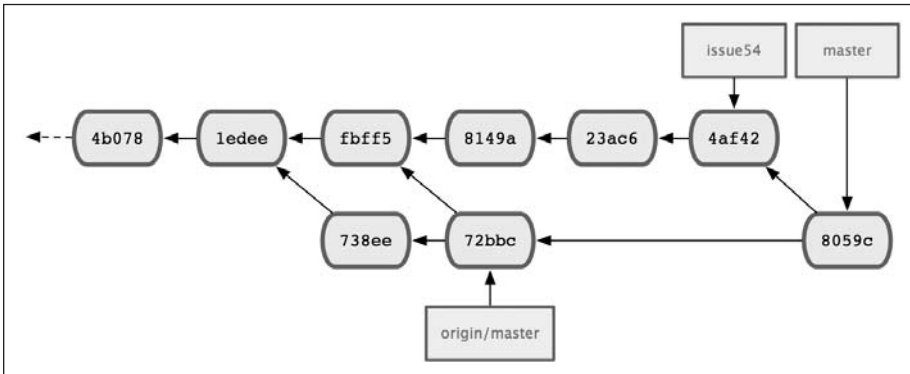 issue54
master
4b078
1edee
fbff5
8149a
23ac6
4af42
738ee
72bbc
8059c
origin/master